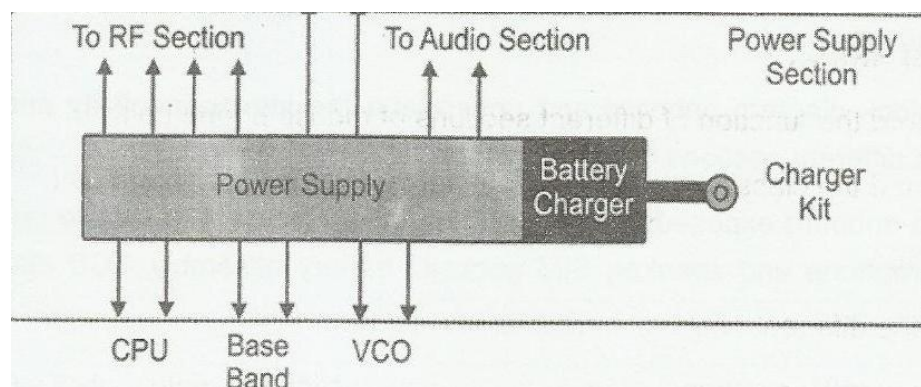 To RF Section
To Audio Section
Power Supply
Section
Power Supply
Battery
Charger
Charger
Kit
CPU
Base
Band
VCO